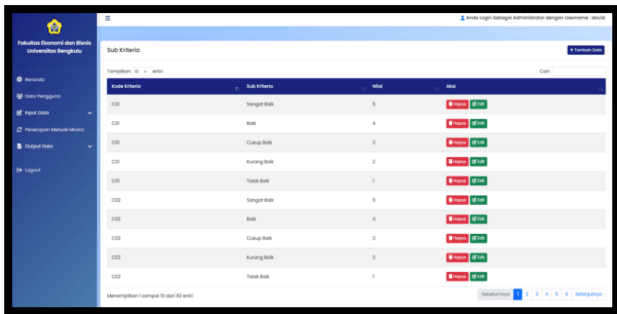 Anda Login Sebagai Administrator dengan Username : david
Fakultas Ekonomi dan Bisnis
Universitas Bengkulu
Beranda
Data Pengguna
Input Data
Penerapan Metode Moora
Output Data
Logout
Sub Kriteria
+ Tambah Data
Tampilkan 10 entri
Cari
Kode Kriteria Sub Kriteria Nilai Aksi
C01 Sangat Baik 5 Hapus Edit
C01 Baik 4 Hapus Edit
C01 Cukup Baik 3 Hapus Edit
C01 Kurang Baik 2 Hapus Edit
C01 Tidak Baik 1 Hapus Edit
C02 Sangat Baik 5 Hapus Edit
C02 Baik 4 Hapus Edit
C02 Cukup Baik 3 Hapus Edit
C02 Kurang Baik 2 Hapus Edit
C02 Tidak Baik 1 Hapus Edit
Menampilkan 1 sampai 10 dari 50 entri
Sebelumnya 1 2 3 4 5 Selanjutnya